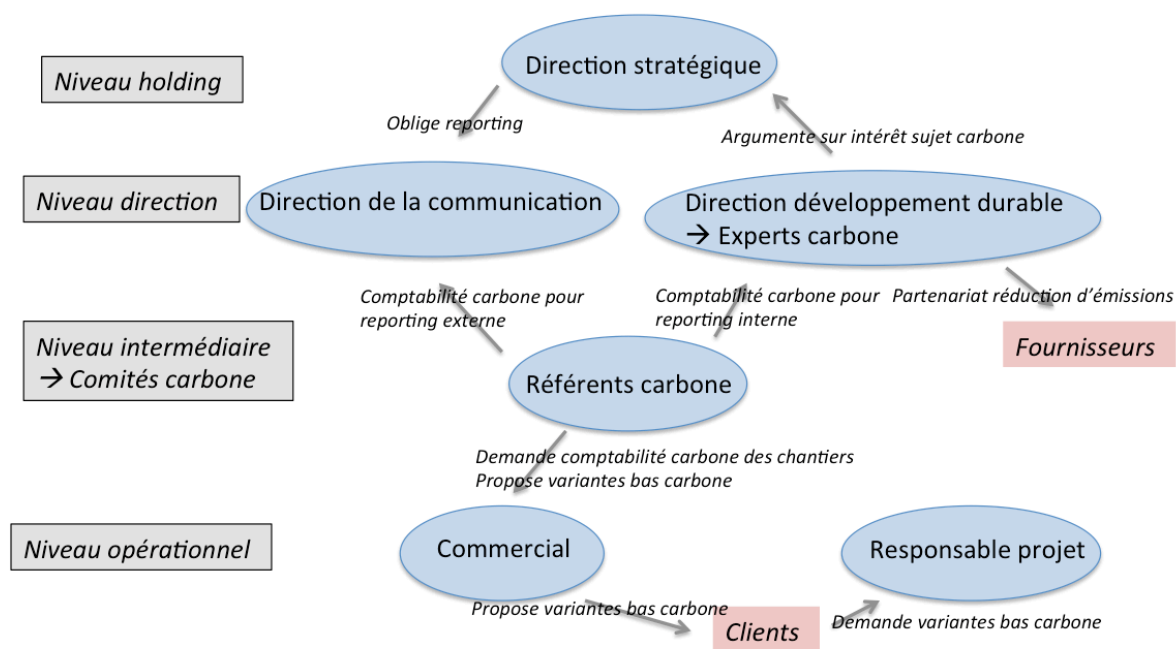 Direction stratégique
Niveau holding
Oblige reporting
Argumente sur intérêt sujet carbone
Niveau direction
Direction de la communication
Direction développement durable
→ Experts carbone
Comptabilité carbone pour
reporting externe
Comptabilité carbone pour
reporting interne
Partenariat réduction d’émissions
Niveau intermédiaire
→ Comités carbone
Référents carbone
Fournisseurs
Demande comptabilité carbone des chantiers
Propose variantes bas carbone
Niveau opérationnel
Commercial
Responsable projet
Propose variantes bas carbone
Clients
Demande variantes bas carbone